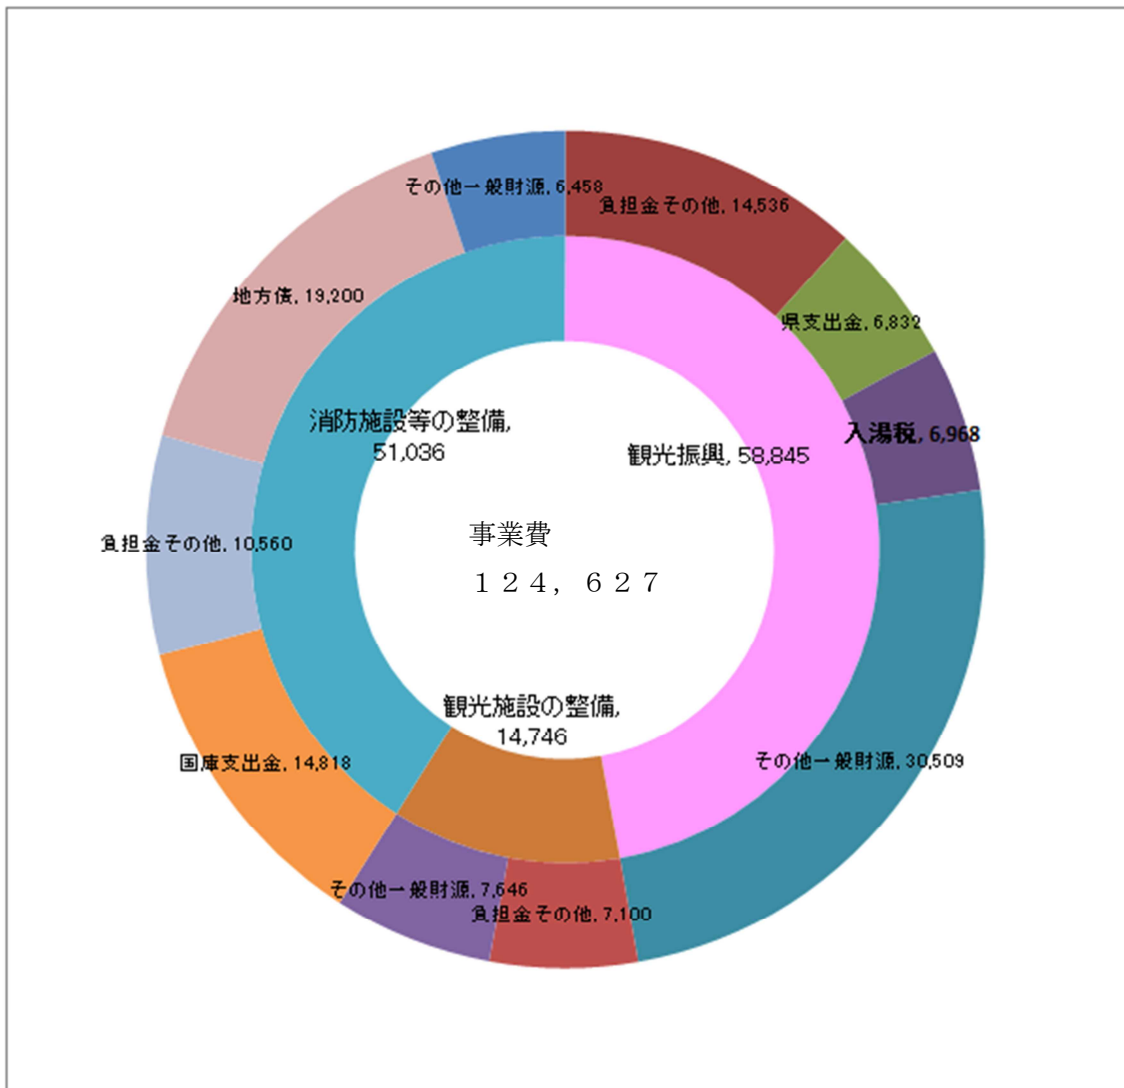 その他一般財源, 6,458
負担金その他, 14,536
地方債, 19,200
県支出金, 6,832
消防施設等の整備,
51,036
入湯税, 6,968
観光振興, 58,845
負担金その他, 10,560
事業費
１２４，６２７
観光施設の整備,
14,746
国庫支出金, 14,818
その他一般財源, 30,509
その他一般財源, 7,646
負担金その他, 7,100